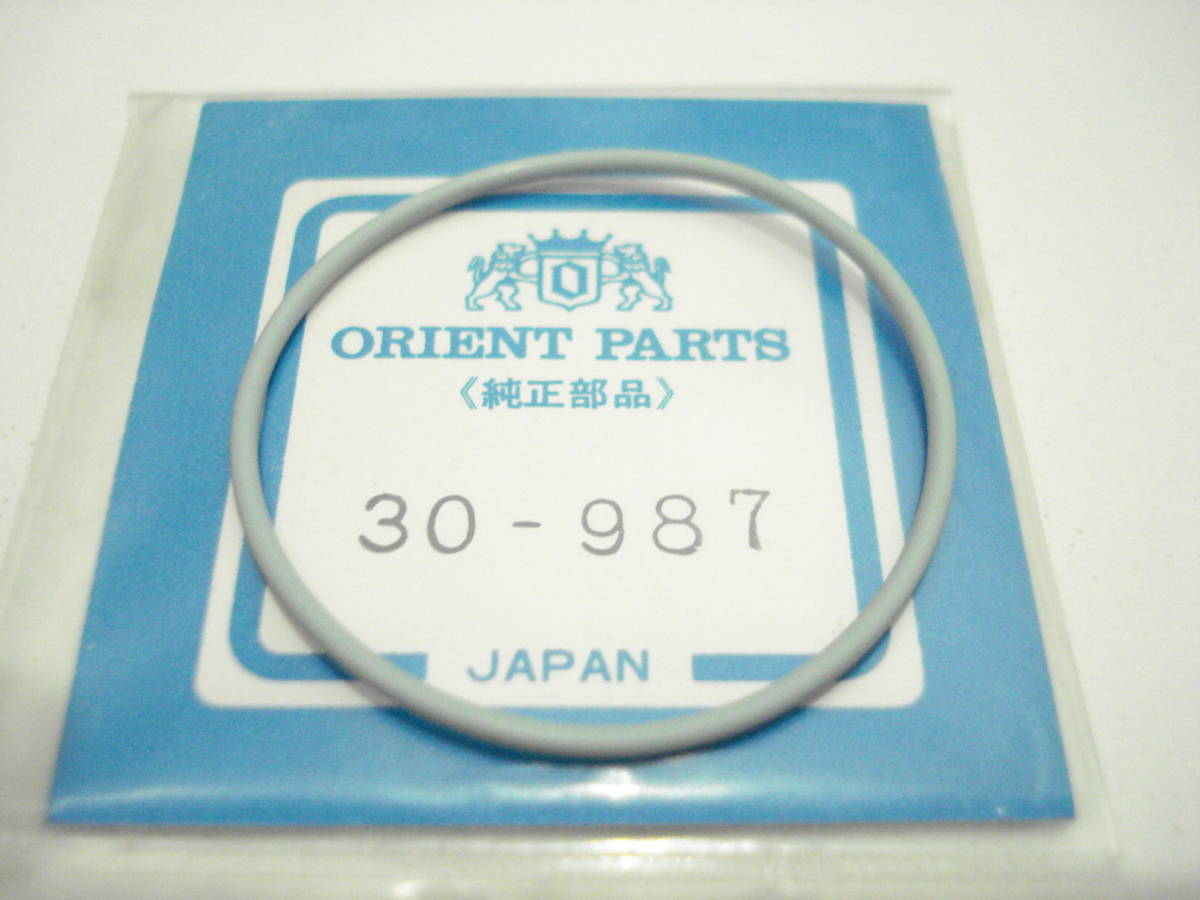 O
ORIENT PARTS
《純正部品》
30-987
JAPAN